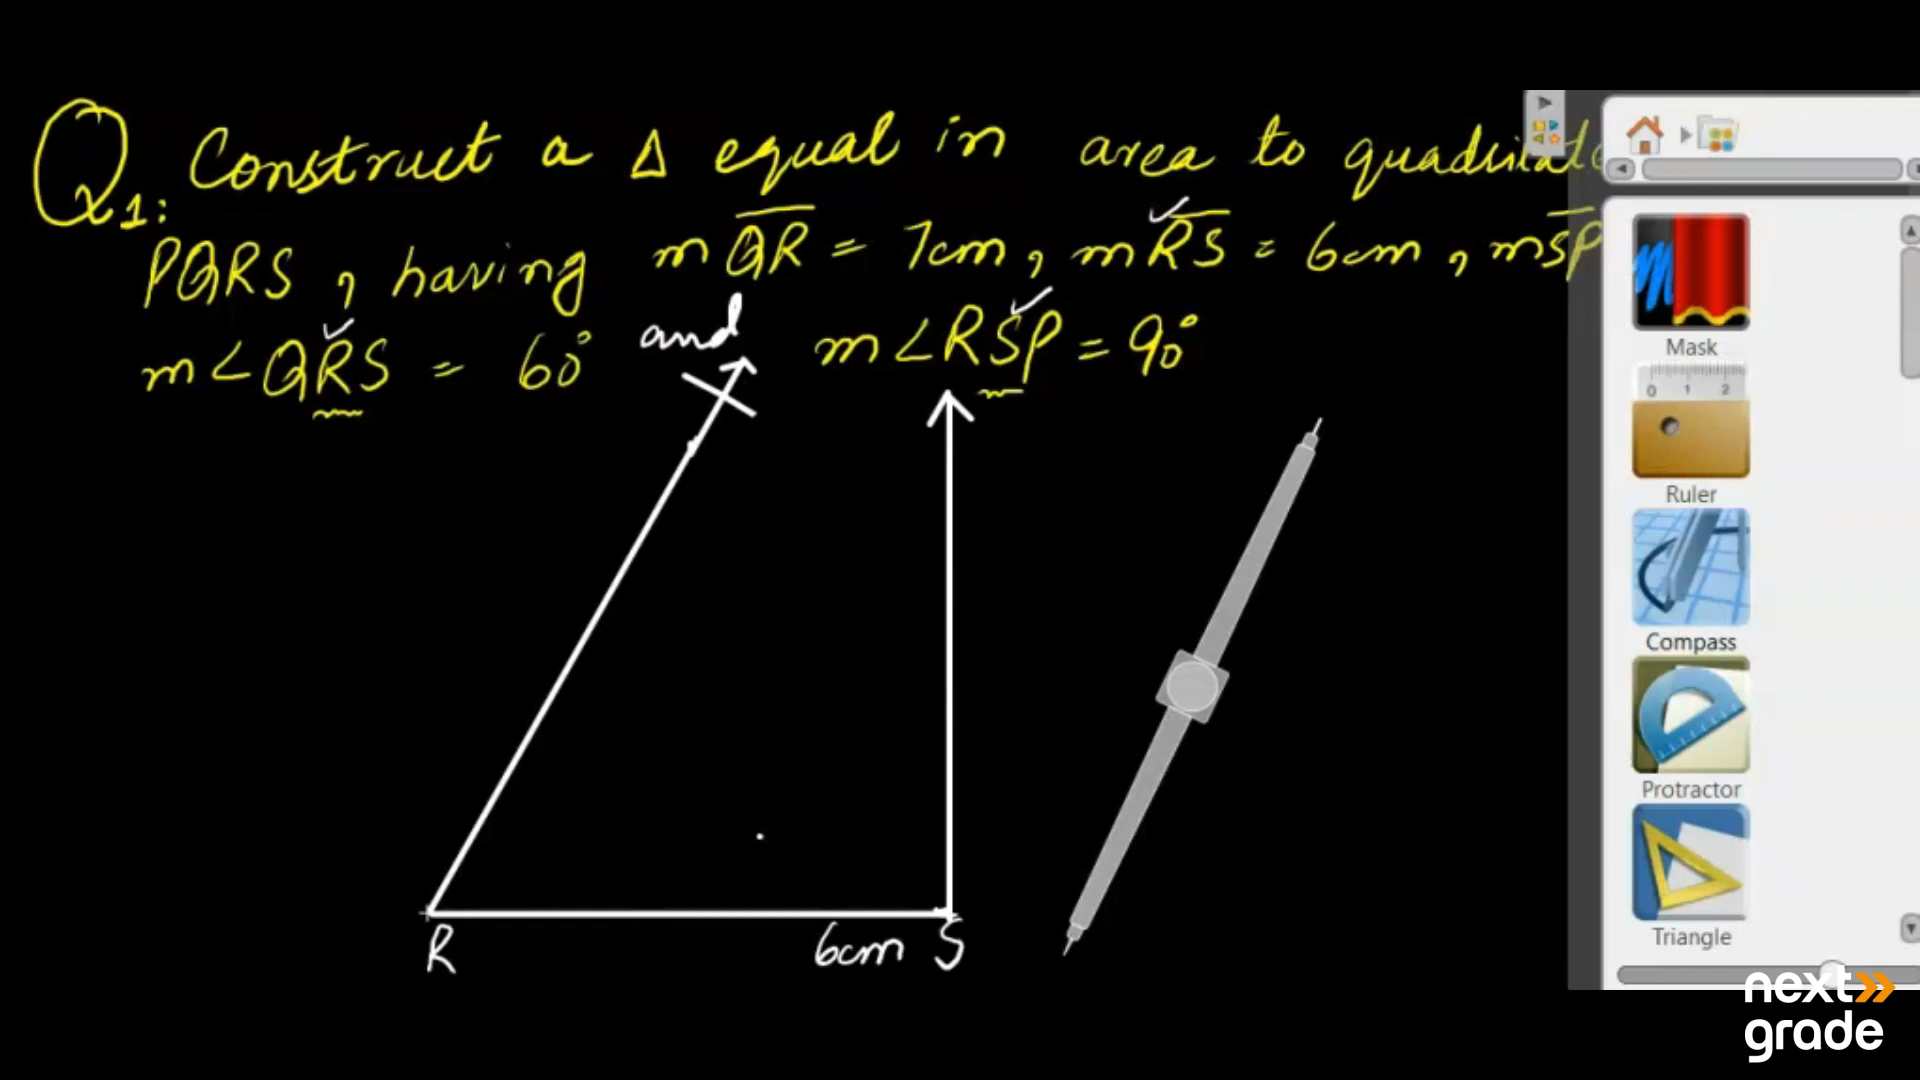 Q1: Construct a Δ equal in area to
PQRS, having mQR = 7cm, mRS = 6cm, mSP
m∠QRS = 60° and m∠RSP = 90°
R 6cm S
Mask
0 1 2
Ruler
Compass
Protractor
Triangle
next
grade